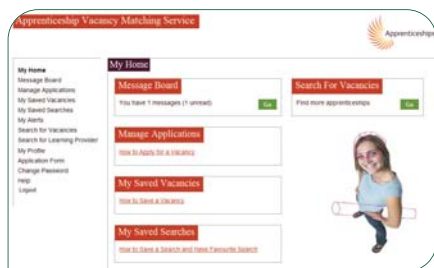 Apprenticeship Vacancy Matching Service
Apprenticeships
My Home
Message Board
Manage Applications
My Saved Vacancies
My Saved Searches
My Alerts
Search for Vacancies
Search for Learning Provider
My Profile
Application Form
Change Password
Help
Logout
My Home
Message Board
You have 1 messages (1 unread)
Go
Search For Vacancies
Find more apprenticeships
Go
Manage Applications
How to Apply for a Vacancy
My Saved Vacancies
How to Save a Vacancy
My Saved Searches
How to Save a Search and Have Favourite Search